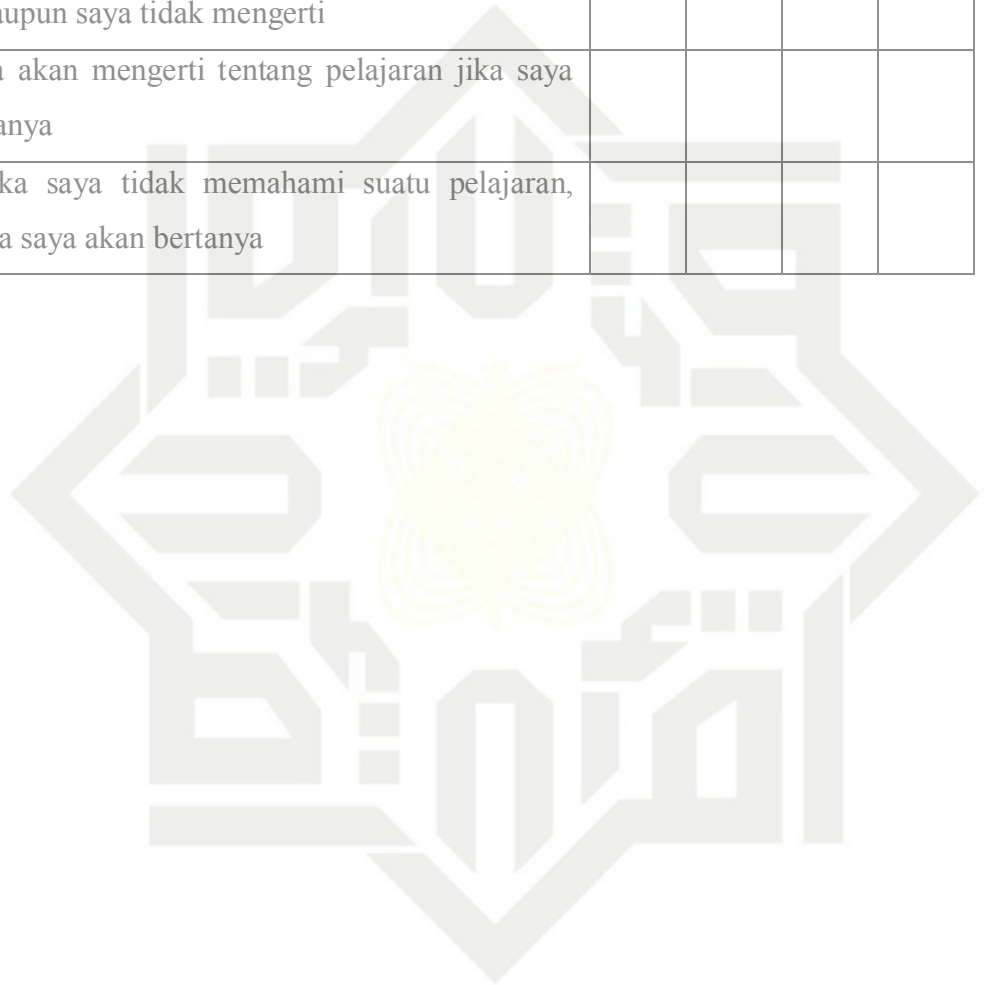 aupun saya tidak mengerti
akan mengerti tentang pelajaran jika saya
anya
ka saya tidak memahami suatu pelajaran,
a saya akan bertanya